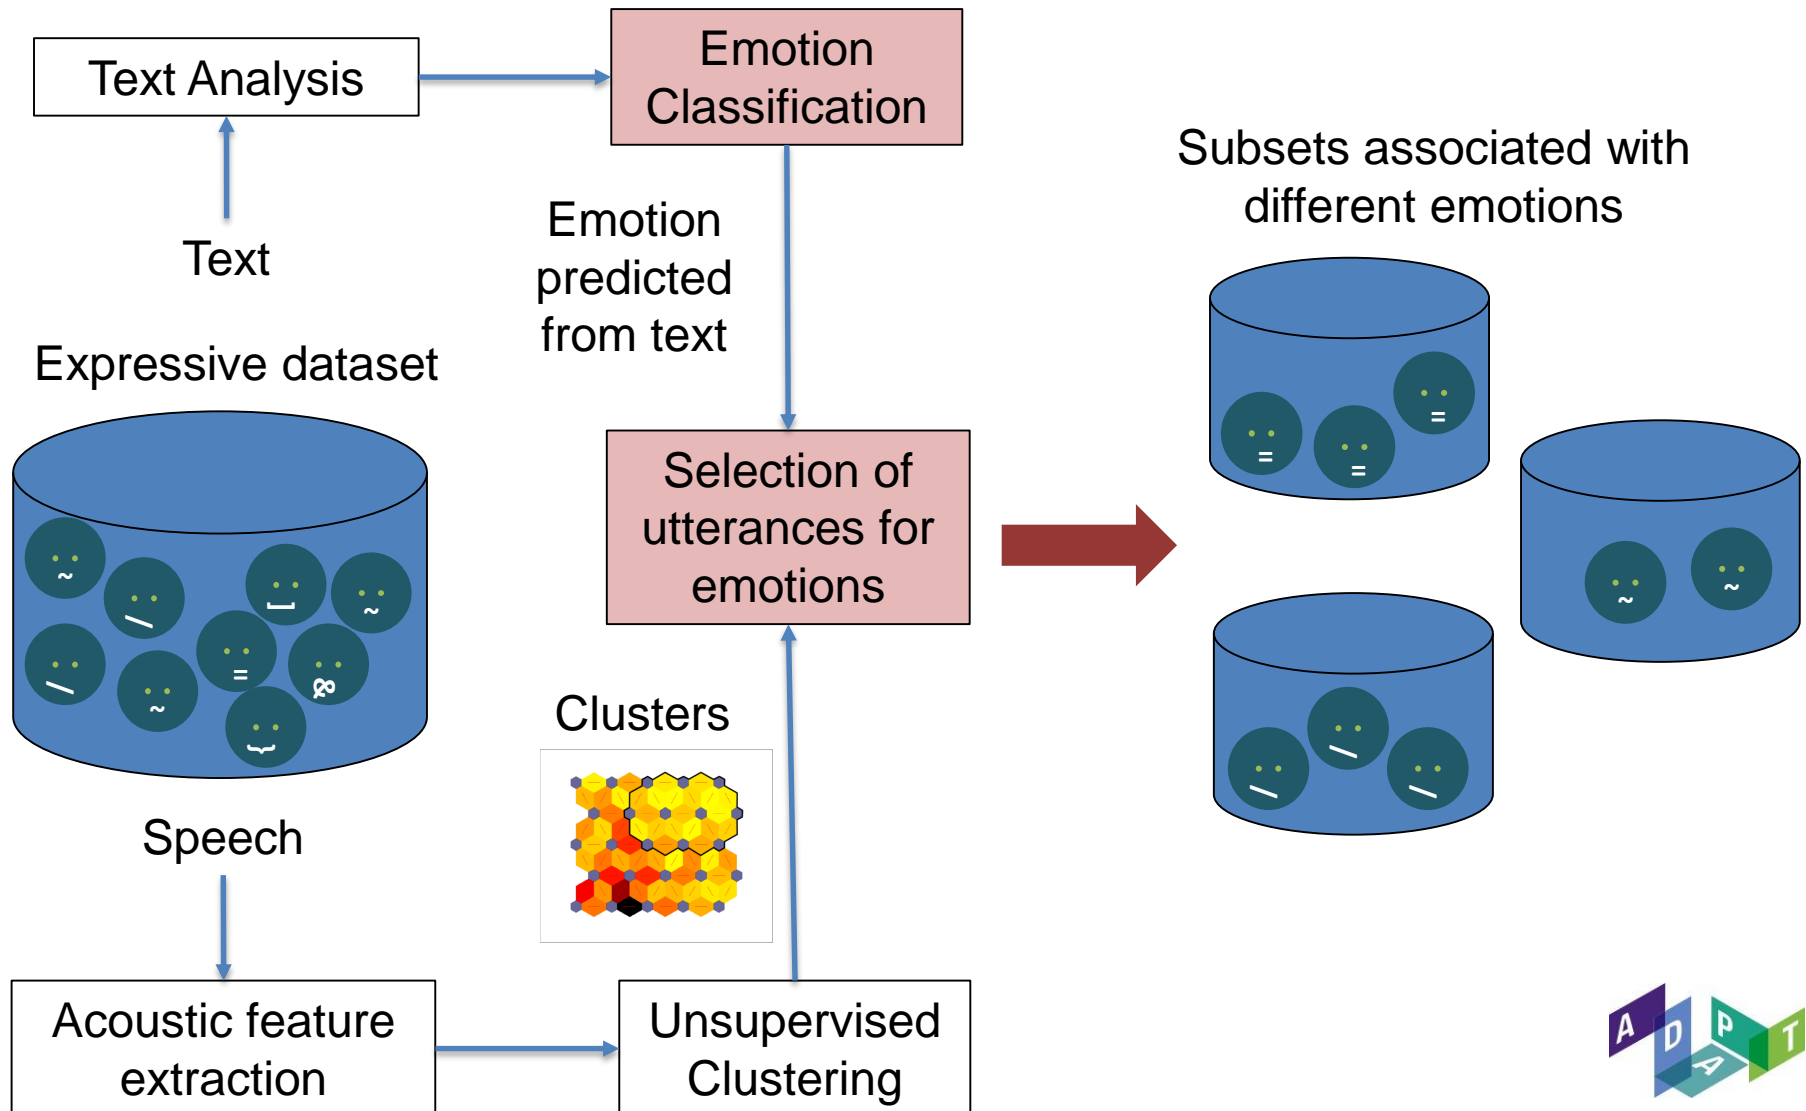 Text Analysis
Emotion
Classification
Text
Emotion
predicted
from text
Expressive dataset
Selection of
utterances for
emotions
Clusters
Speech
Acoustic feature
extraction
Unsupervised
Clustering
Subsets associated with
different emotions
ADAPT